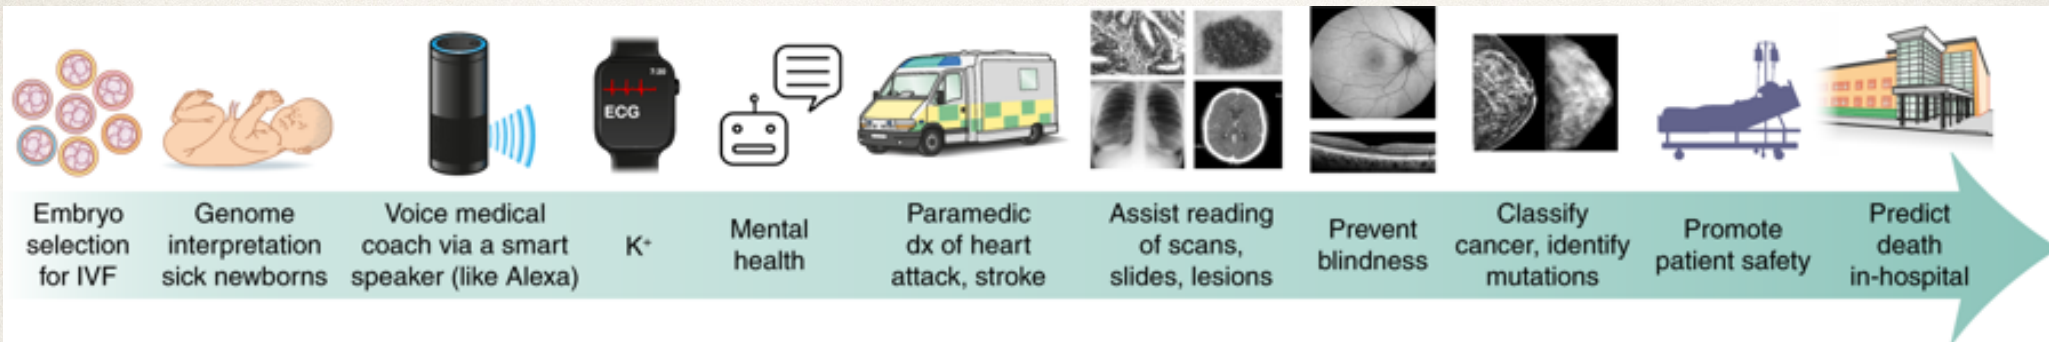 7:20
ECG
Embryo
selection
for IVF
Genome
interpretation
sick newborns
Voice medical
coach via a smart
speaker (like Alexa)
K⁺
Mental
health
Paramedic
dx of heart
attack, stroke
Assist reading
of scans,
slides, lesions
Prevent
blindness
Classify
cancer, identify
mutations
Promote
patient safety
Predict
death
in-hospital